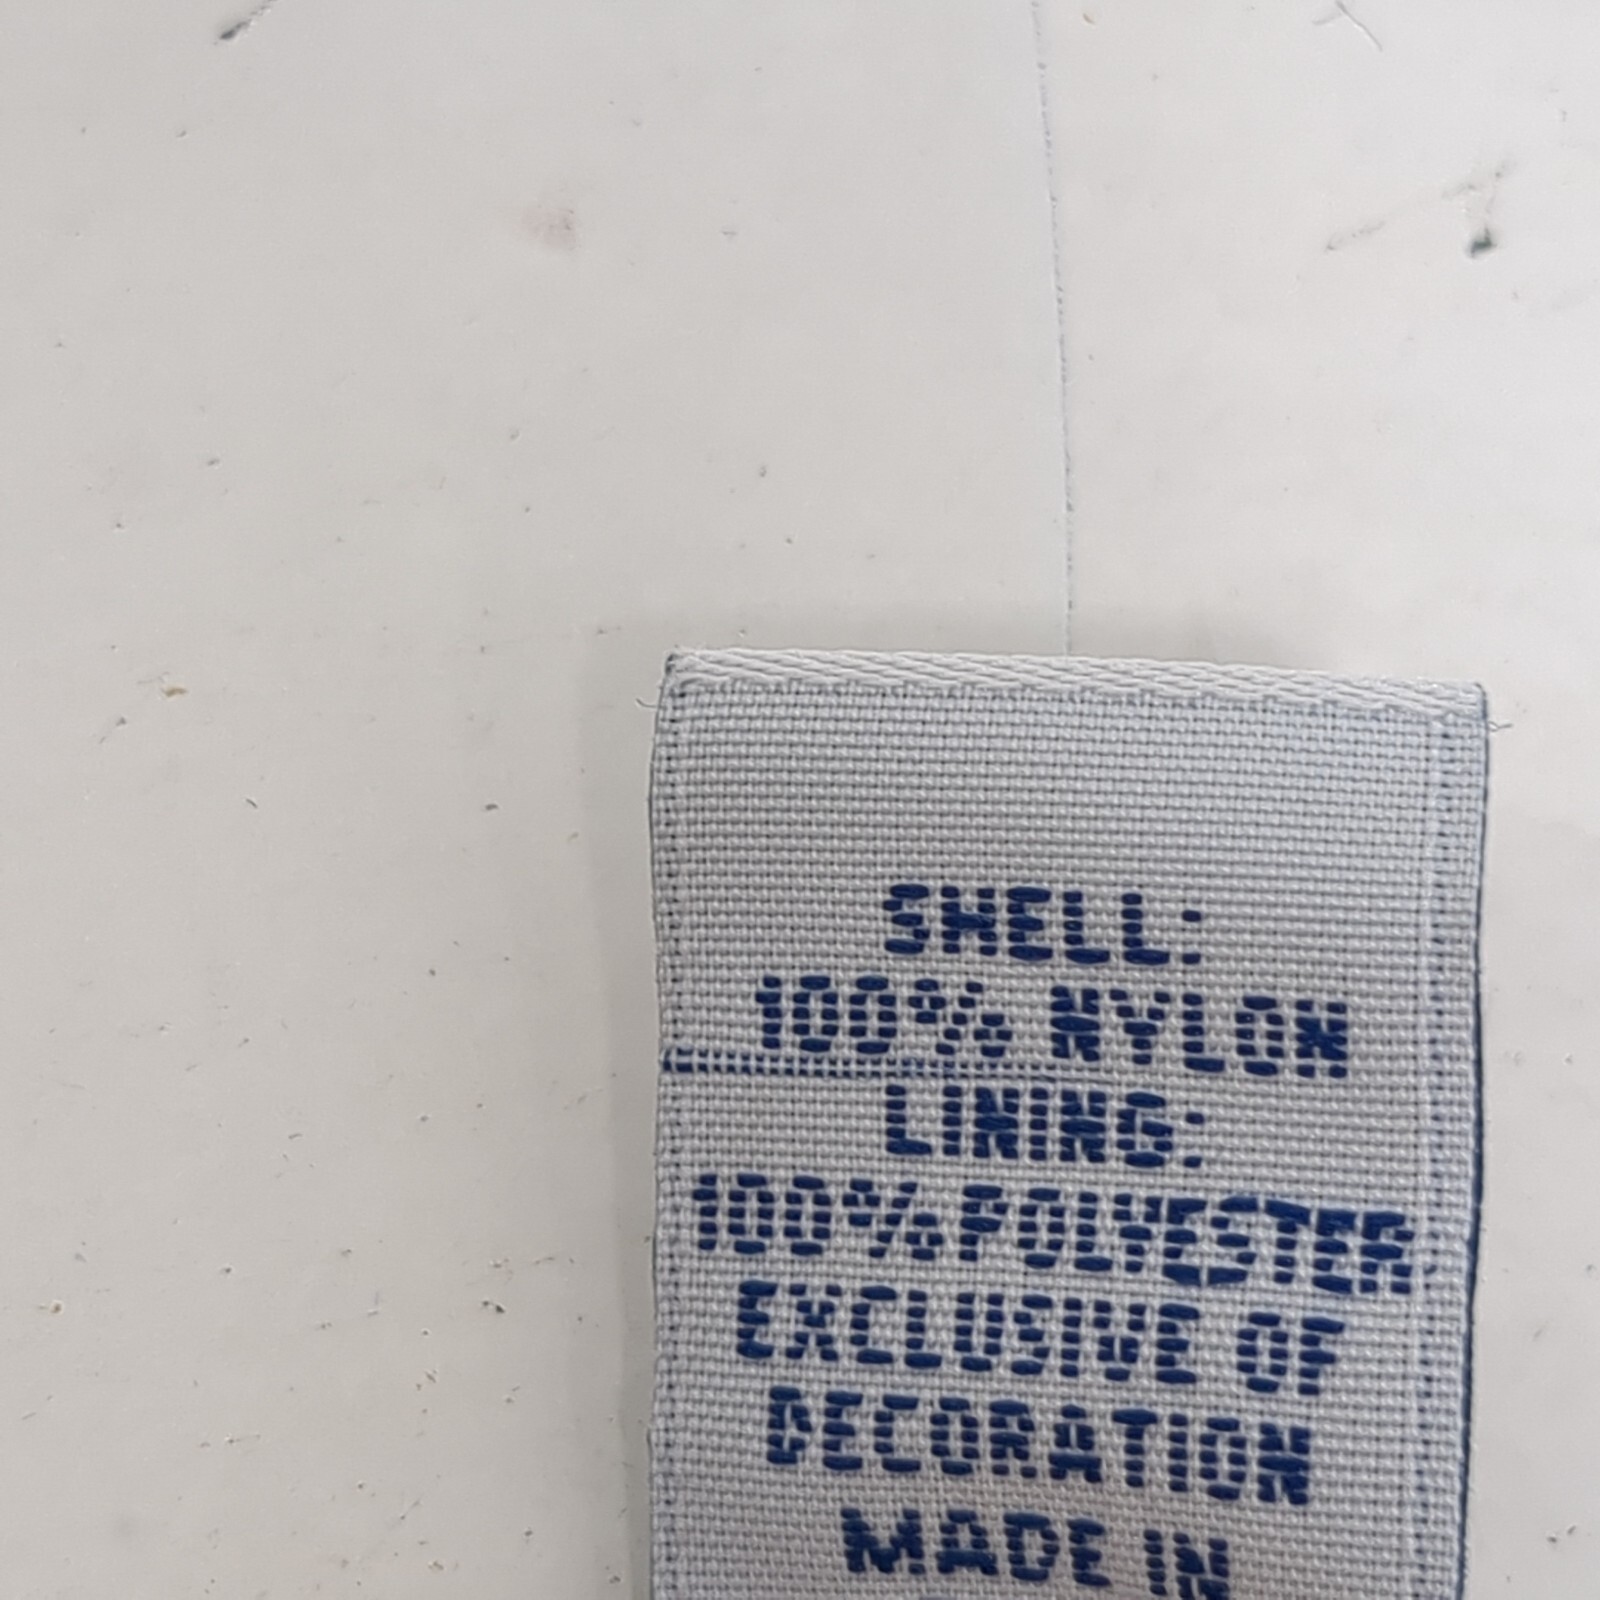 SHELL:
100% NYLON
LINING:
100% POLYESTER
EXCLUSIVE OF
DECORATION
MADE IN